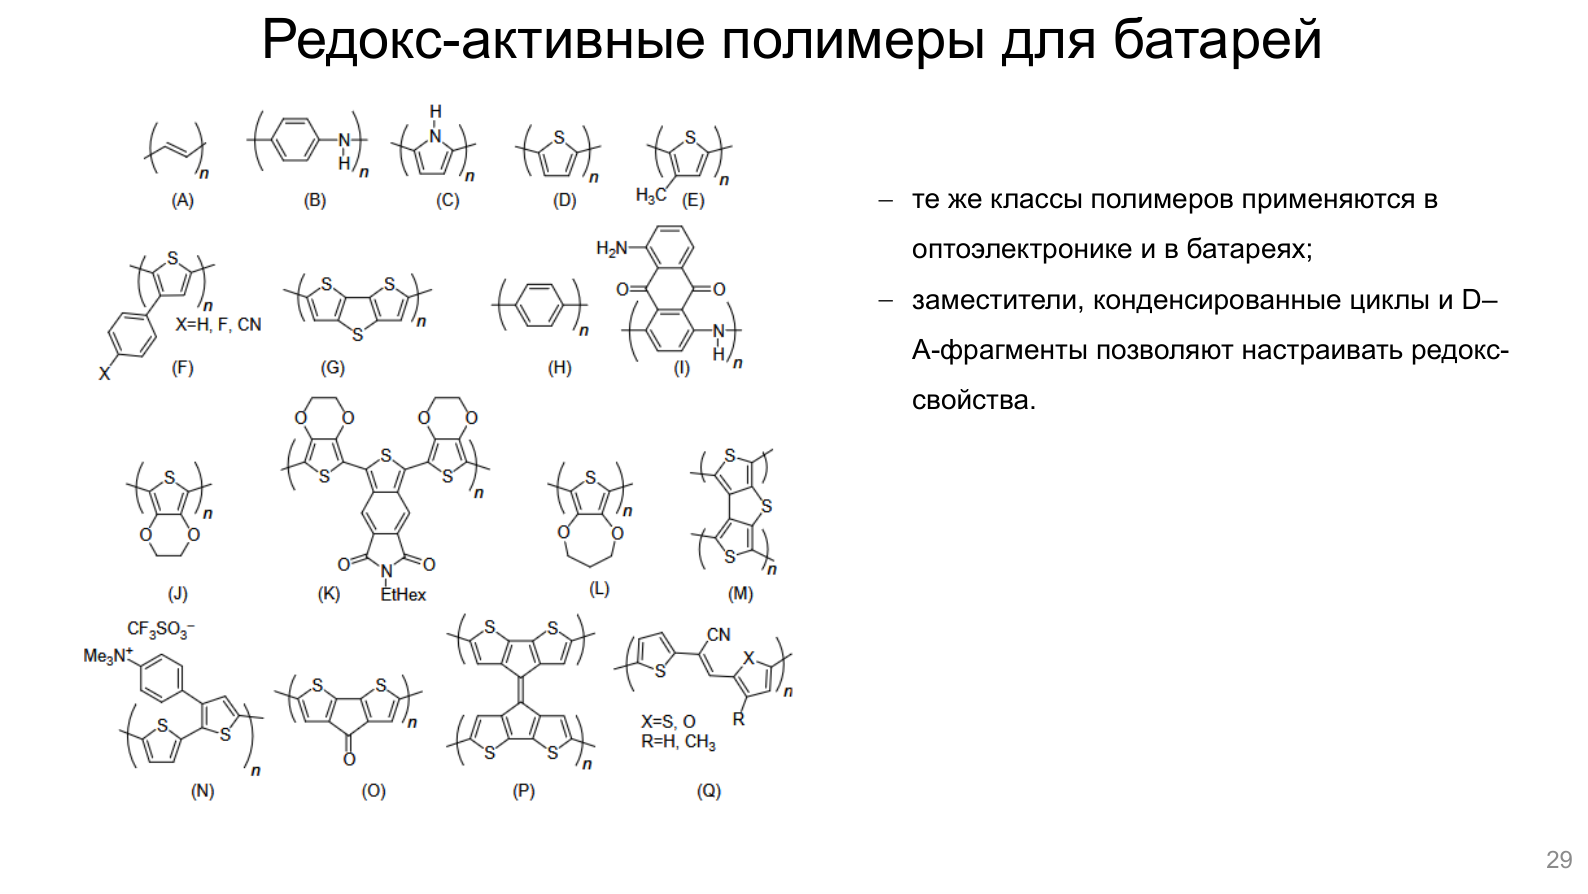 Редокс-активные полимеры для батарей
n
(A)
N
H
n
(B)
H
N
n
(C)
S
n
(D)
S
n
H₃C
(E)
S
n
X=H, F, CN
X
(F)
S
S
S
n
(G)
n
(H)
H₂N
O
O
N
H
n
(I)
S
n
O
O
(J)
O
O
O
O
S
S
S
n
O
O
N
EtHex
(K)
S
n
O
O
(L)
S
S
S
n
(M)
CF₃SO₃⁻
Me₃N⁺
S
S
n
(N)
S
S
n
O
(O)
S
S
S
S
n
(P)
CN
S
X
n
R
X=S, O
R=H, CH₃
(Q)
– те же классы полимеров применяются в
оптоэлектронике и в батареях;
– заместители, конденсированные циклы и D–
A-фрагменты позволяют настраивать редокс-
свойства.
29